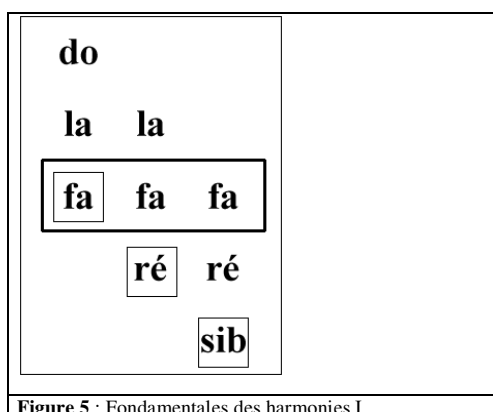 do
la la
fa fa fa
ré ré
sib
Figure 5 : Fondamentales des harmonies I